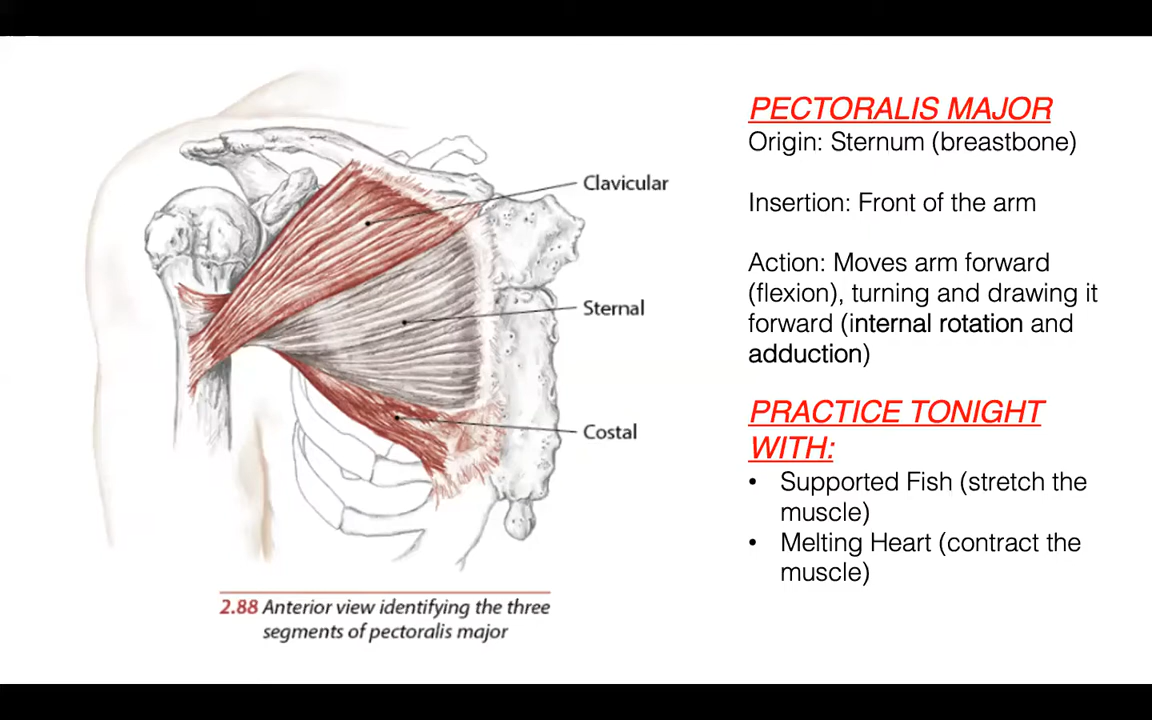 Clavicular
Sternal
Costal
2.88 Anterior view identifying the three
segments of pectoralis major
PECTORALIS MAJOR
Origin: Sternum (breastbone)
Insertion: Front of the arm
Action: Moves arm forward
(flexion), turning and drawing it
forward (internal rotation and
adduction)
PRACTICE TONIGHT
WITH:
• Supported Fish (stretch the
muscle)
• Melting Heart (contract the
muscle)